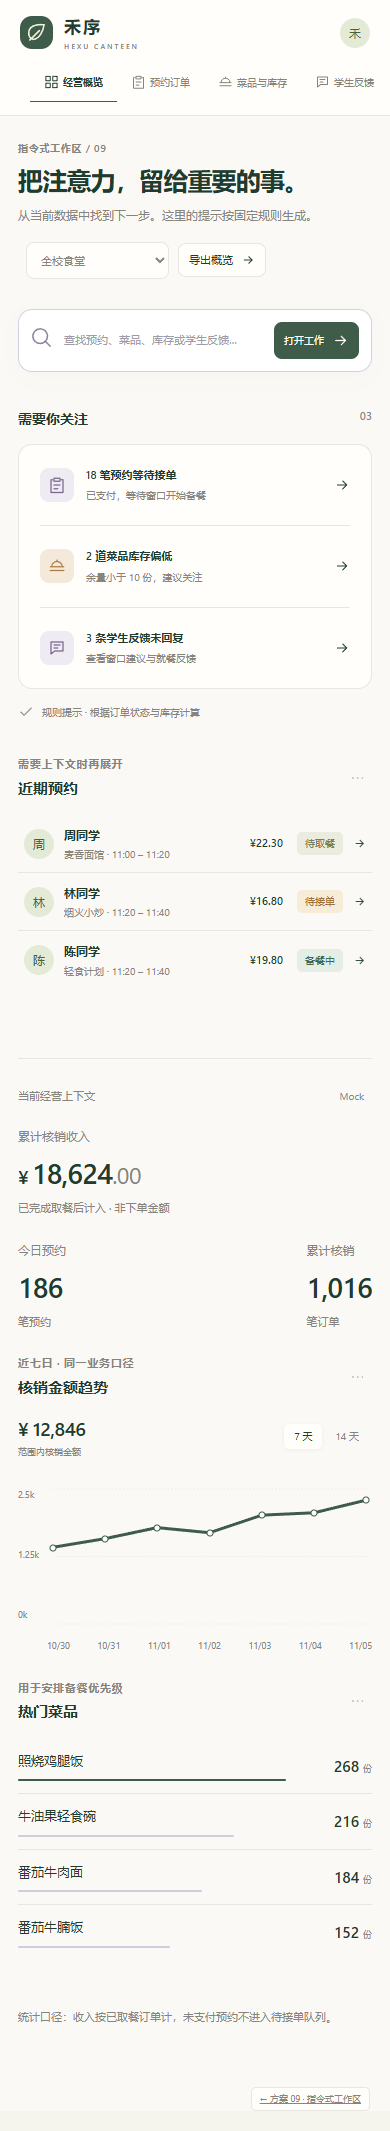 禾序
HEXU CANTEEN
禾
经营概览 预约订单 菜品与库存 学生反馈
指令式工作区 / 09
把注意力，留给重要的事。
从当前数据中找到下一步。这里的提示按固定规则生成。
全校食堂 导出概览 →
查找预约、菜品、库存或学生反馈... 打开工作 →
需要你关注 03
18 笔预约等待接单
已支付，等待窗口开始备餐
2 道菜品库存偏低
余量小于 10 份，建议关注
3 条学生反馈未回复
查看窗口建议与就餐反馈
规则提示 · 根据订单状态与库存计算
需要上下文时再展开
近期预约 ...
周 周同学 ¥22.30 待取餐 →
麦香面馆 · 11:00 – 11:20
林 林同学 ¥16.80 待接单 →
烟火小炒 · 11:20 – 11:40
陈 陈同学 ¥19.80 备餐中 →
轻食计划 · 11:20 – 11:40
当前经营上下文 Mock
累计核销收入
¥ 18,624.00
已完成取餐后计入 · 非下单金额
今日预约 累计核销
186 1,016
笔预约 笔订单
近七日 · 同一业务口径
核销金额趋势 ...
¥ 12,846 7 天 14 天
范围内核销金额
2.5k
1.25k
0k
10/30 10/31 11/01 11/02 11/03 11/04 11/05
用于安排备餐优先级
热门菜品 ...
照烧鸡腿饭 268 份
牛油果轻食碗 216 份
番茄牛肉面 184 份
番茄牛腩饭 152 份
统计口径：收入按已取餐订单计，未支付预约不进入待接单队列。
← 方案 09 · 指令式工作区